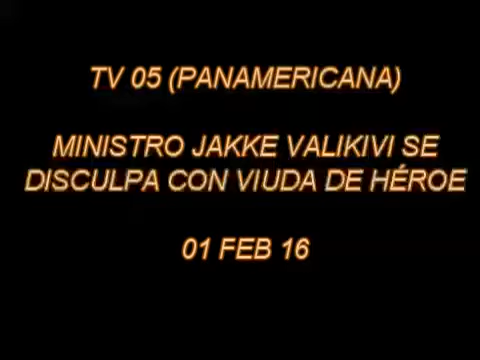 TV 05 (PANAMERICANA)
MINISTRO JAKKE VALIKIVI SE
DISCULPA CON VIUDA DE HÉROE
01 FEB 16